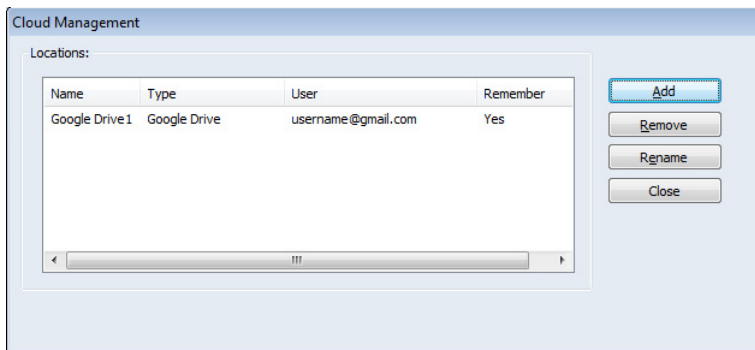 Cloud Management
Locations:
Name Type User Remember
Google Drive1 Google Drive username@gmail.com Yes
Add
Remove
Rename
Close